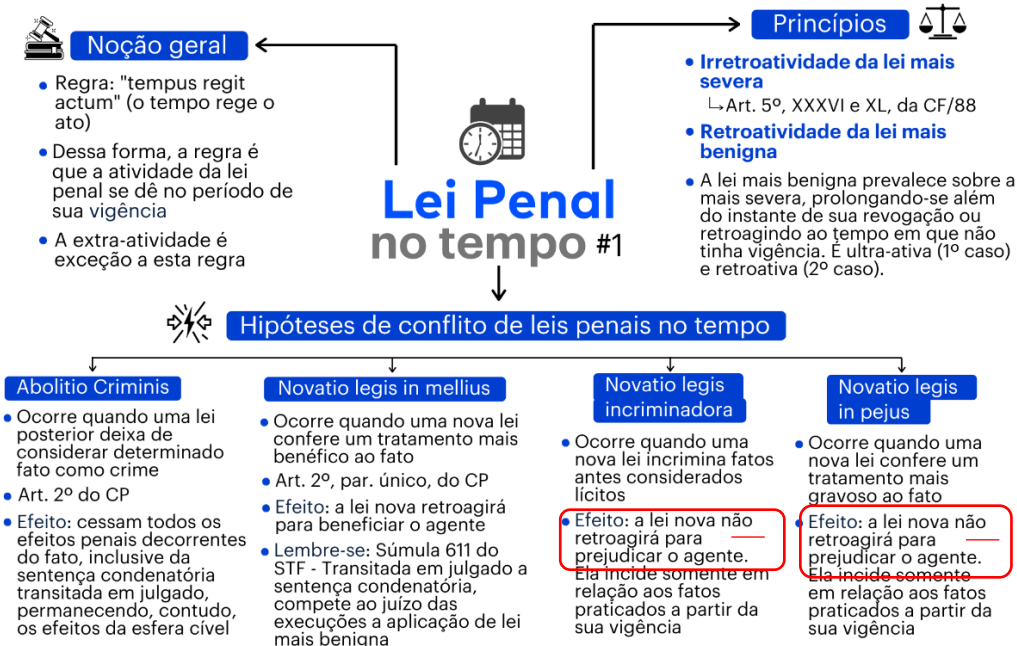 Noção geral
• Regra: "tempus regit
actum" (o tempo rege o
ato)
• Dessa forma, a regra é
que a atividade da lei
penal se dê no período de
sua vigência
• A extra-atividade é
exceção a esta regra
Lei Penal
no tempo #1
Princípios
• Irretroatividade da lei mais
severa
↳Art. 5º, XXXVI e XL, da CF/88
• Retroatividade da lei mais
benigna
• A lei mais benigna prevalece sobre a
mais severa, prolongando-se além
do instante de sua revogação ou
retroagindo ao tempo em que não
tinha vigência. É ultra-ativa (1º caso)
e retroativa (2º caso).
Hipóteses de conflito de leis penais no tempo
Abolitio Criminis
• Ocorre quando uma lei
posterior deixa de
considerar determinado
fato como crime
• Art. 2º do CP
• Efeito: cessam todos os
efeitos penais decorrentes
do fato, inclusive da
sentença condenatória
transitada em julgado,
permanecendo, contudo,
os efeitos da esfera cível
Novatio legis in mellius
• Ocorre quando uma nova lei
confere um tratamento mais
benéfico ao fato
• Art. 2º, par. único, do CP
• Efeito: a lei nova retroagirá
para beneficiar o agente
• Lembre-se: Súmula 611 do
STF - Transitada em julgado a
sentença condenatória,
compete ao juízo das
execuções a aplicação de lei
mais benigna
Novatio legis
incriminadora
• Ocorre quando uma
nova lei incrimina fatos
antes considerados
lícitos
• Efeito: a lei nova não
retroagirá para
prejudicar o agente.
Ela incide somente em
relação aos fatos
praticados a partir da
sua vigência
Novatio legis
in pejus
• Ocorre quando uma
nova lei confere um
tratamento mais
gravoso ao fato
• Efeito: a lei nova não
retroagirá para
prejudicar o agente.
Ela incide somente
em relação aos fatos
praticados a partir da
sua vigência